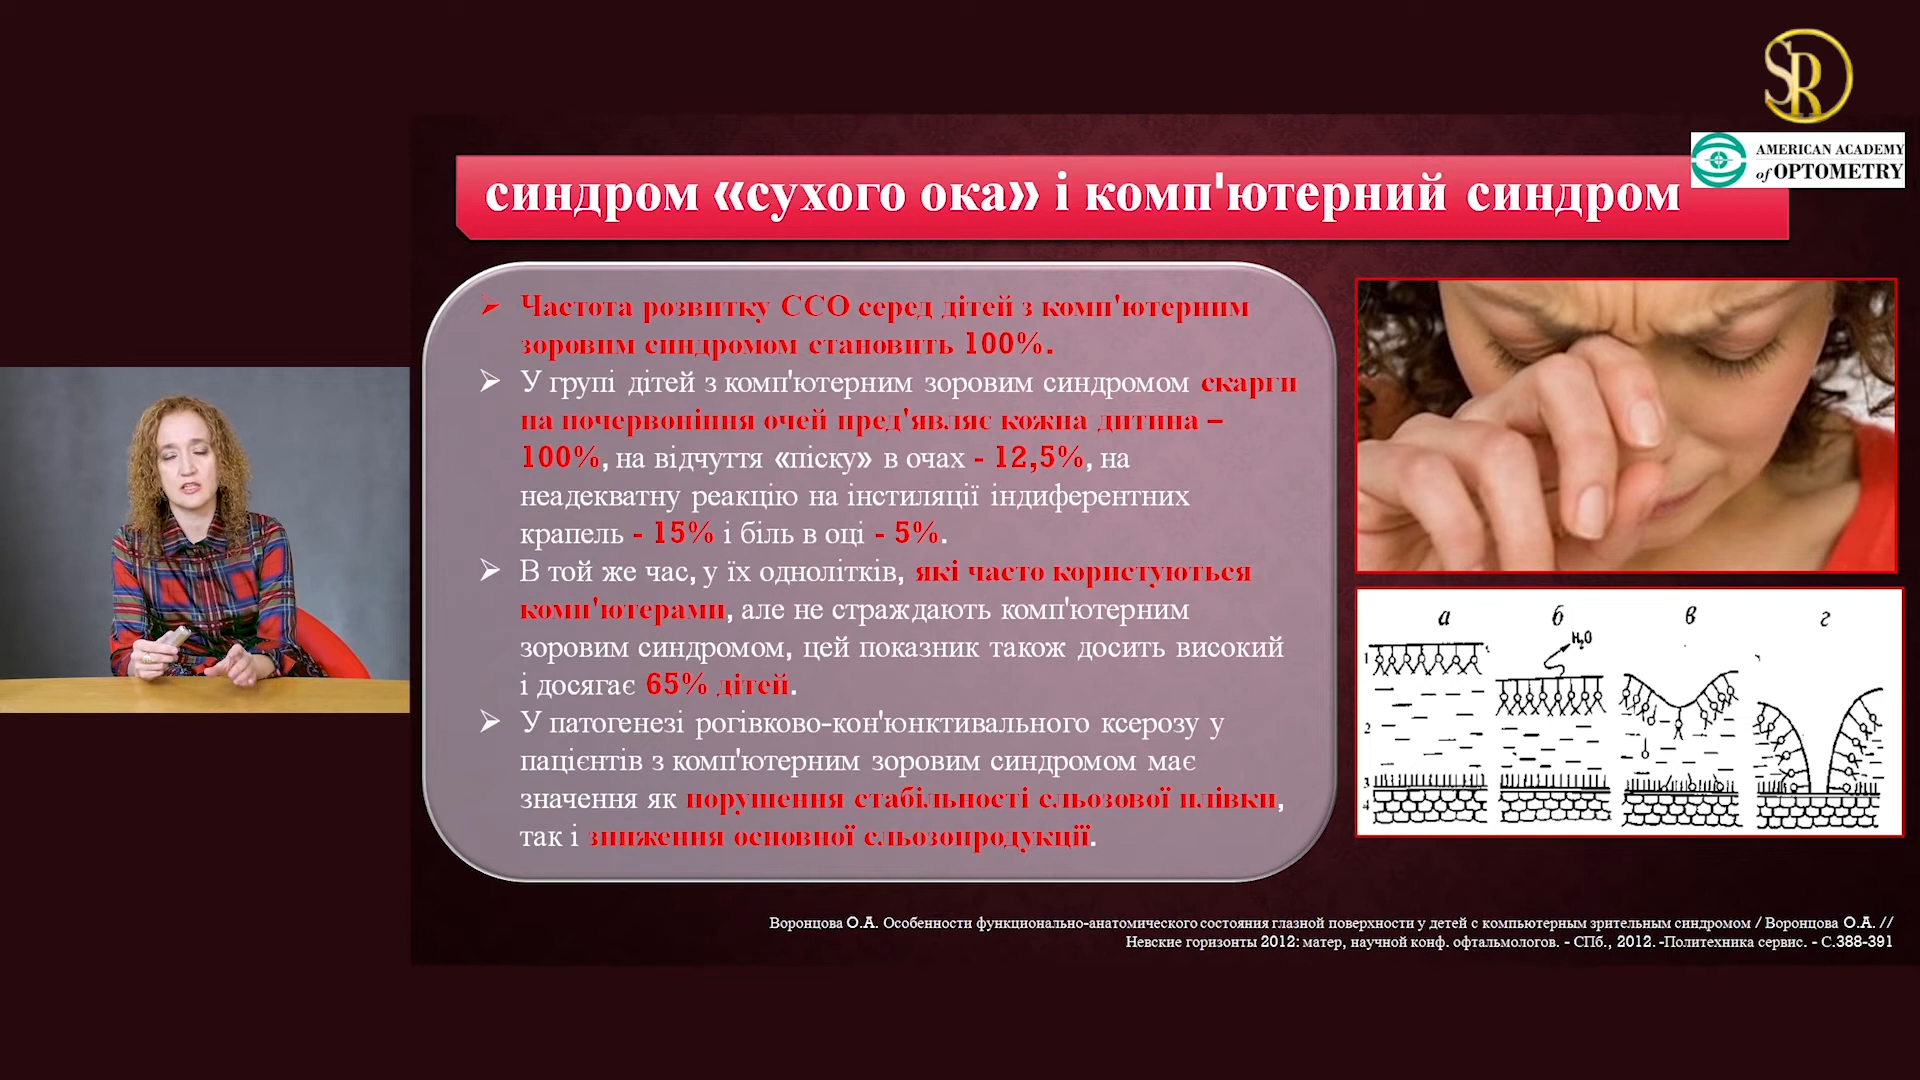 SR
AMERICAN ACADEMY
of OPTOMETRY
синдром «сухого ока» і комп'ютерний синдром
Частота розвитку ССО серед дітей з комп'ютерним
зоровим синдромом становить 100%.
У групі дітей з комп'ютерним зоровим синдромом скарги
на почервоніння очей пред'являє кожна дитина –
100%, на відчуття «піску» в очах - 12,5%, на
неадекватну реакцію на інстиляції індиферентних
крапель - 15% і біль в оці - 5%.
В той же час, у їх однолітків, які часто користуються
комп'ютерами, але не страждають комп'ютерним
зоровим синдромом, цей показник також досить високий
і досягає 65% дітей.
У патогенезі рогівково-кон'юнктивального ксерозу у
пацієнтів з комп'ютерним зоровим синдромом має
значення як порушення стабільності сльозової плівки,
так і зниження основної сльозопродукції.
а б в г
H₂O
1
2
3
4
Воронцова О.А. Особенности функционально-анатомического состояния глазной поверхности у детей с компьютерным зрительным синдромом / Воронцова О.А. //
Невские горизонты 2012: матер, научной конф. офтальмологов. - СПб., 2012. -Политехника сервис. - С.388-391